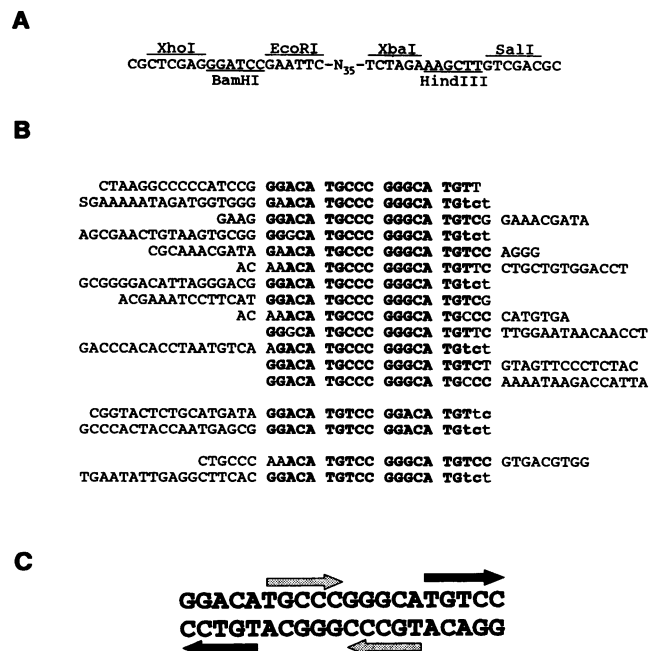 A
XhoI EcoRI XbaI SalI
CGCTCGAGGGATCCGAATTC-N35-TCTAGAAAGCTTGTCGACGC
BamHI HindIII
B
CTAAGGCCCCCATCCG GGACA TGCCC GGGCA TGTT
SGAAAAATAGATGGTGGG GAACA TGCCC GGGCA TGtct
GAAG GGACA TGCCC GGGCA TGTCG GAAACGATA
AGCGAACTGTAAGTGCGG GGGCA TGCCC GGGCA TGtct
CGCAAACGATA GAACA TGCCC GGGCA TGTCC AGGG
AC AAACA TGCCC GGGCA TGTTC CTGCTGTGGACCT
GCGGGGACATTAGGGACG GGACA TGCCC GGGCA TGtct
ACGAAATCCTTCAT GGACA TGCCC GGGCA TGTCG
AC AAACA TGCCC GGGCA TGCCC CATGTGA
GGGCA TGCCC GGGCA TGTTC TTGGAATAACAACCT
GACCCACACCTAATGTCA AGACA TGCCC GGGCA TGtct
GGACA TGCCC GGGCA TGTCT GTAGTTCCCTCTAC
GGACA TGCCC GGGCA TGCCC AAAATAAGACCATTA
CGGTACTCTGCATGATA GGACA TGTCC GGACA TGTtc
GCCCACTACCAATGAGCG GGACA TGTCC GGACA TGtct
CTGCCC AAACA TGTCC GGGCA TGTCC GTGACGTGG
TGAATATTGAGGCTTCAC GGACA TGTCC GGGCA TGtct
C
GGACATGCCCGGGCATGTCC
CCTGTACGGGCCCGTACAGG